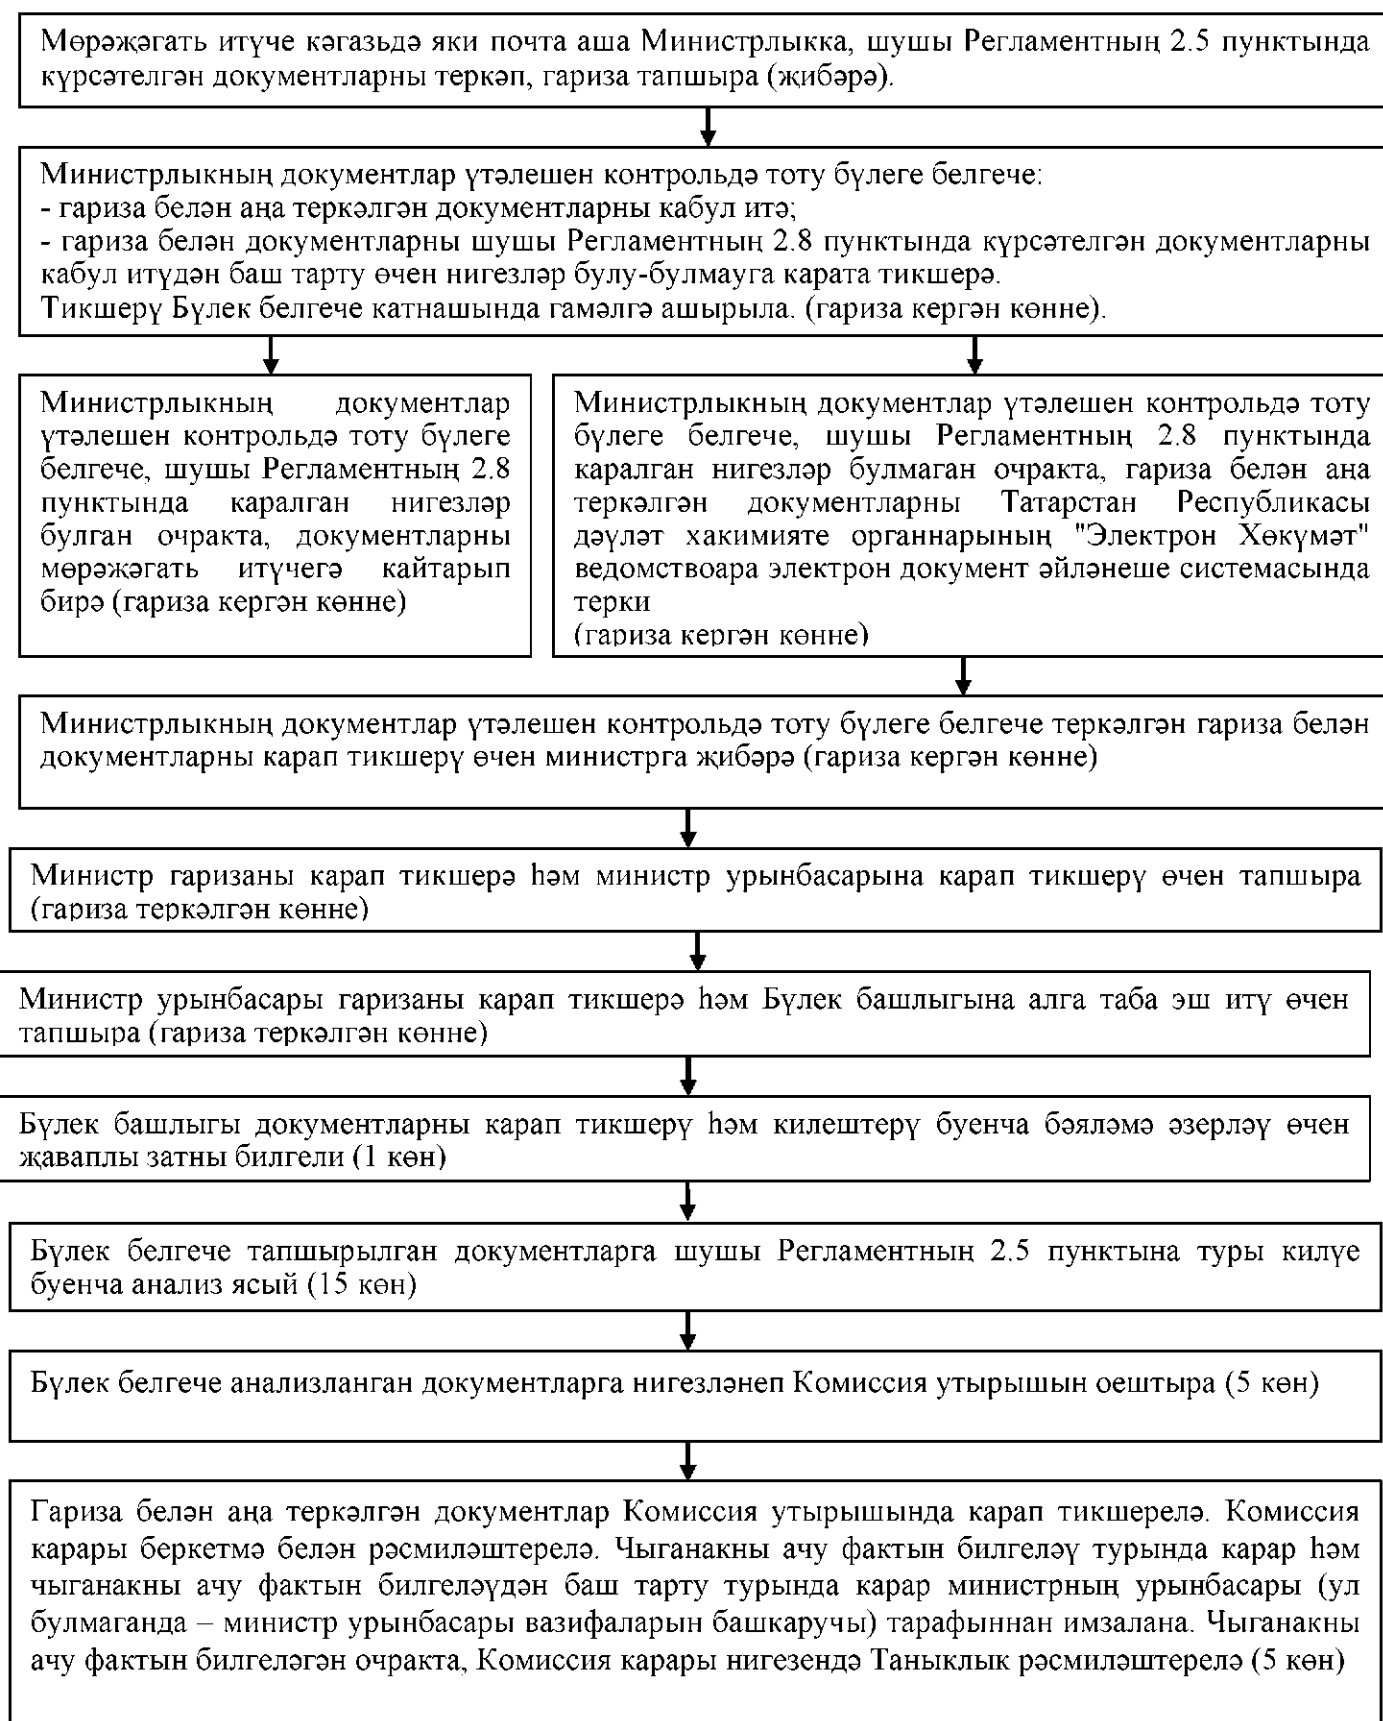 Мөрәҗәгать итүче кәгазьдә яки почта аша Министрлыкка, шушы Регламентның 2.5 пунктында
күрсәтелгән документларны теркәп, гариза тапшыра (җибәрә).
Министрлыкның документлар үтәлешен контрольдә тоту бүлеге белгече:
- гариза белән аңа теркәлгән документларны кабул итә;
- гариза белән документларны шушы Регламентның 2.8 пунктында күрсәтелгән документларны
кабул итүдән баш тарту өчен нигезләр булу-булмауга карата тикшерә.
Тикшерү Бүлек белгече катнашында гамәлгә ашырыла. (гариза кергән көнне).
Министрлыкның документлар
үтәлешен контрольдә тоту бүлеге
белгече, шушы Регламентның 2.8
пунктында каралган нигезләр
булган очракта, документларны
мөрәҗәгать итүчегә кайтарып
бирә (гариза кергән көнне)
Министрлыкның документлар үтәлешен контрольдә тоту
бүлеге белгече, шушы Регламентның 2.8 пунктында
каралган нигезләр булмаган очракта, гариза белән аңа
теркәлгән документларны Татарстан Республикасы
дәүләт хакимияте органнарының "Электрон Хөкүмәт"
ведомствоара электрон документ әйләнеше системасында
терки
(гариза кергән көнне)
Министрлыкның документлар үтәлешен контрольдә тоту бүлеге белгече теркәлгән гариза белән
документларны карап тикшерү өчен министрга җибәрә (гариза кергән көнне)
Министр гаризаны карап тикшерә һәм министр урынбасарына карап тикшерү өчен тапшыра
(гариза теркәлгән көнне)
Министр урынбасары гаризаны карап тикшерә һәм Бүлек башлыгына алга таба эш итү өчен
тапшыра (гариза теркәлгән көнне)
Бүлек башлыгы документларны карап тикшерү һәм килештерү буенча бәяләмә әзерләү өчен
җаваплы затны билгели (1 көн)
Бүлек белгече тапшырылган документларга шушы Регламентның 2.5 пунктына туры килүе
буенча анализ ясый (15 көн)
Бүлек белгече анализланган документларга нигезләнеп Комиссия утырышын оештыра (5 көн)
Гариза белән аңа теркәлгән документлар Комиссия утырышында карап тикшерелә. Комиссия
карары беркетмә белән рәсмиләштерелә. Чыганакны ачу фактын билгеләү турында карар һәм
чыганакны ачу фактын билгеләүдән баш тарту турында карар министрның урынбасары (ул
булмаганда – министр урынбасары вазифаларын башкаручы) тарафыннан имзалана. Чыганакны
ачу фактын билгеләгән очракта, Комиссия карары нигезендә Таныклык рәсмиләштерелә (5 көн)